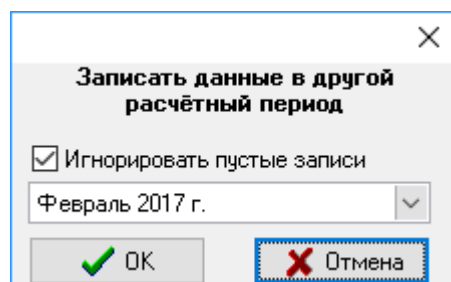 Записать данные в другой
расчётный период
Игнорировать пустые записи
Февраль 2017 г.
OK
Отмена